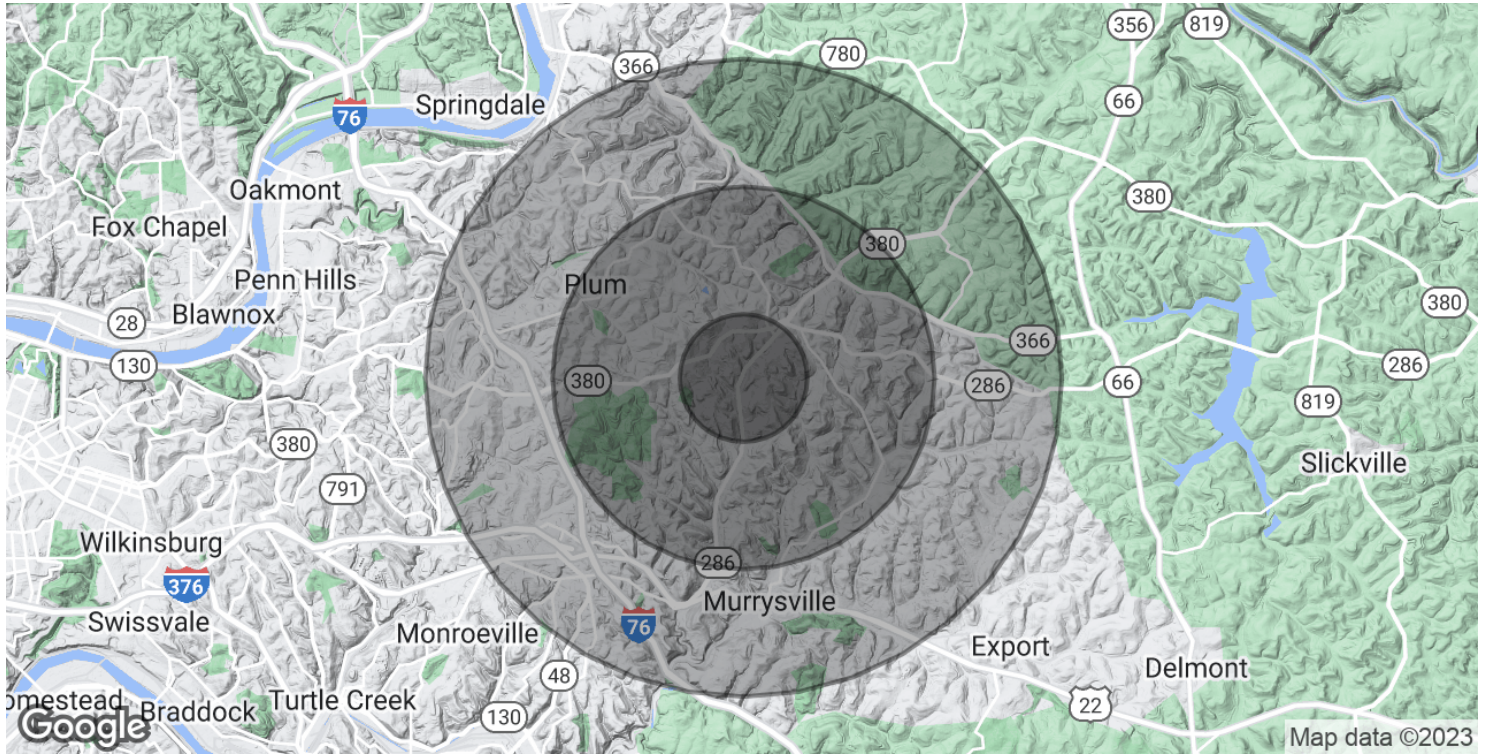 356
819
780
366
66
Springdale
76
380
Oakmont
Fox Chapel
380
Penn Hills
Plum
380
Blawnox
28
366
130
286
380
286
66
819
380
Slickville
791
Wilkinsburg
286
376
Murrysville
Swissvale
76
Monroeville
Export
Delmont
48
omestead
Braddock
Turtle Creek
130
22
Google
Map data ©2023